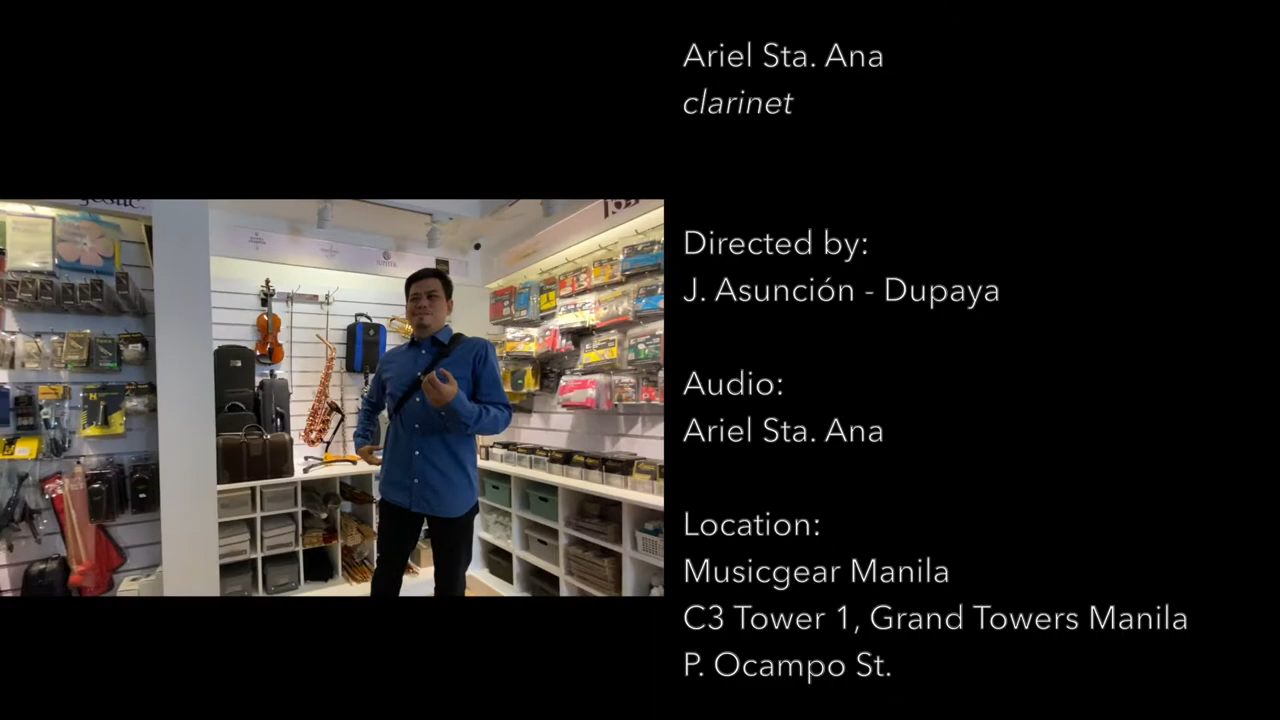 Ariel Sta. Ana
clarinet
Directed by:
J. Asunción - Dupaya
Audio:
Ariel Sta. Ana
Location:
Musicgear Manila
C3 Tower 1, Grand Towers Manila
P. Ocampo St.
JUPITER